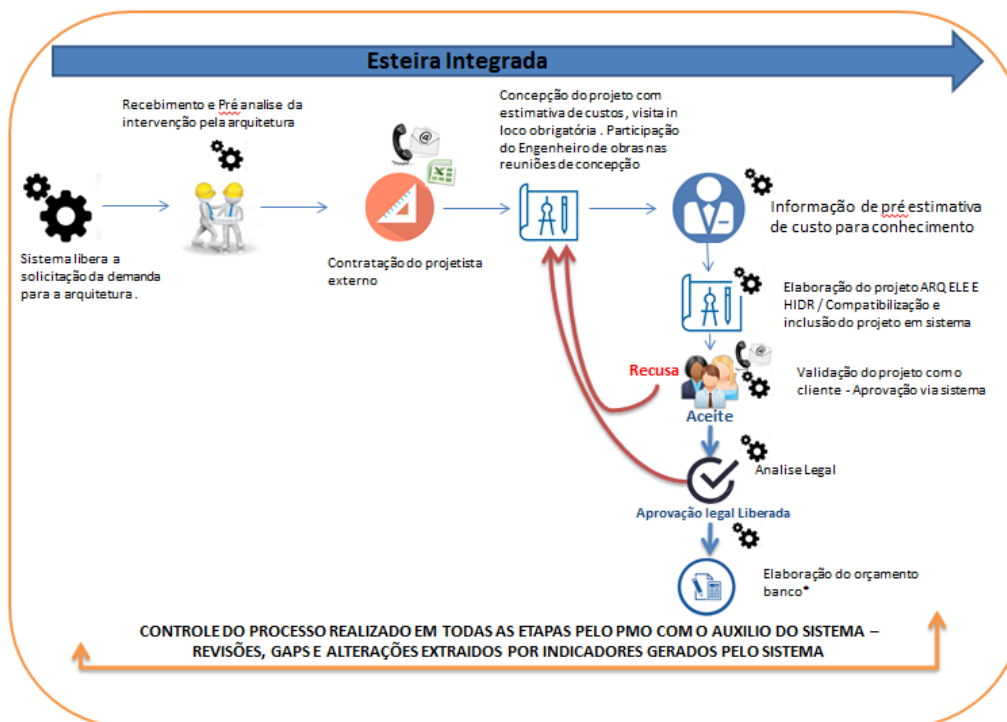 Esteira Integrada
Recebimento e Pré analise da
intervenção pela arquitetura
Concepção do projeto com
estimativa de custos, visita in
loco obrigatória . Participação
do Engenheiro de obras nas
reuniões de concepção
Sistema libera a
solicitação da demanda
para a arquitetura .
Contratação do projetista
externo
Informação de pré estimativa
de custo para conhecimento
Elaboração do projeto ARQ ELE E
HIDR / Compatibilização e
inclusão do projeto em sistema
Recusa
Validação do projeto com o
cliente - Aprovação via sistema
Aceite
Analise Legal
Aprovação legal Liberada
Elaboração do orçamento
banco*
CONTROLE DO PROCESSO REALIZADO EM TODAS AS ETAPAS PELO PMO COM O AUXILIO DO SISTEMA –
REVISÕES, GAPS E ALTERAÇÕES EXTRAIDOS POR INDICADORES GERADOS PELO SISTEMA